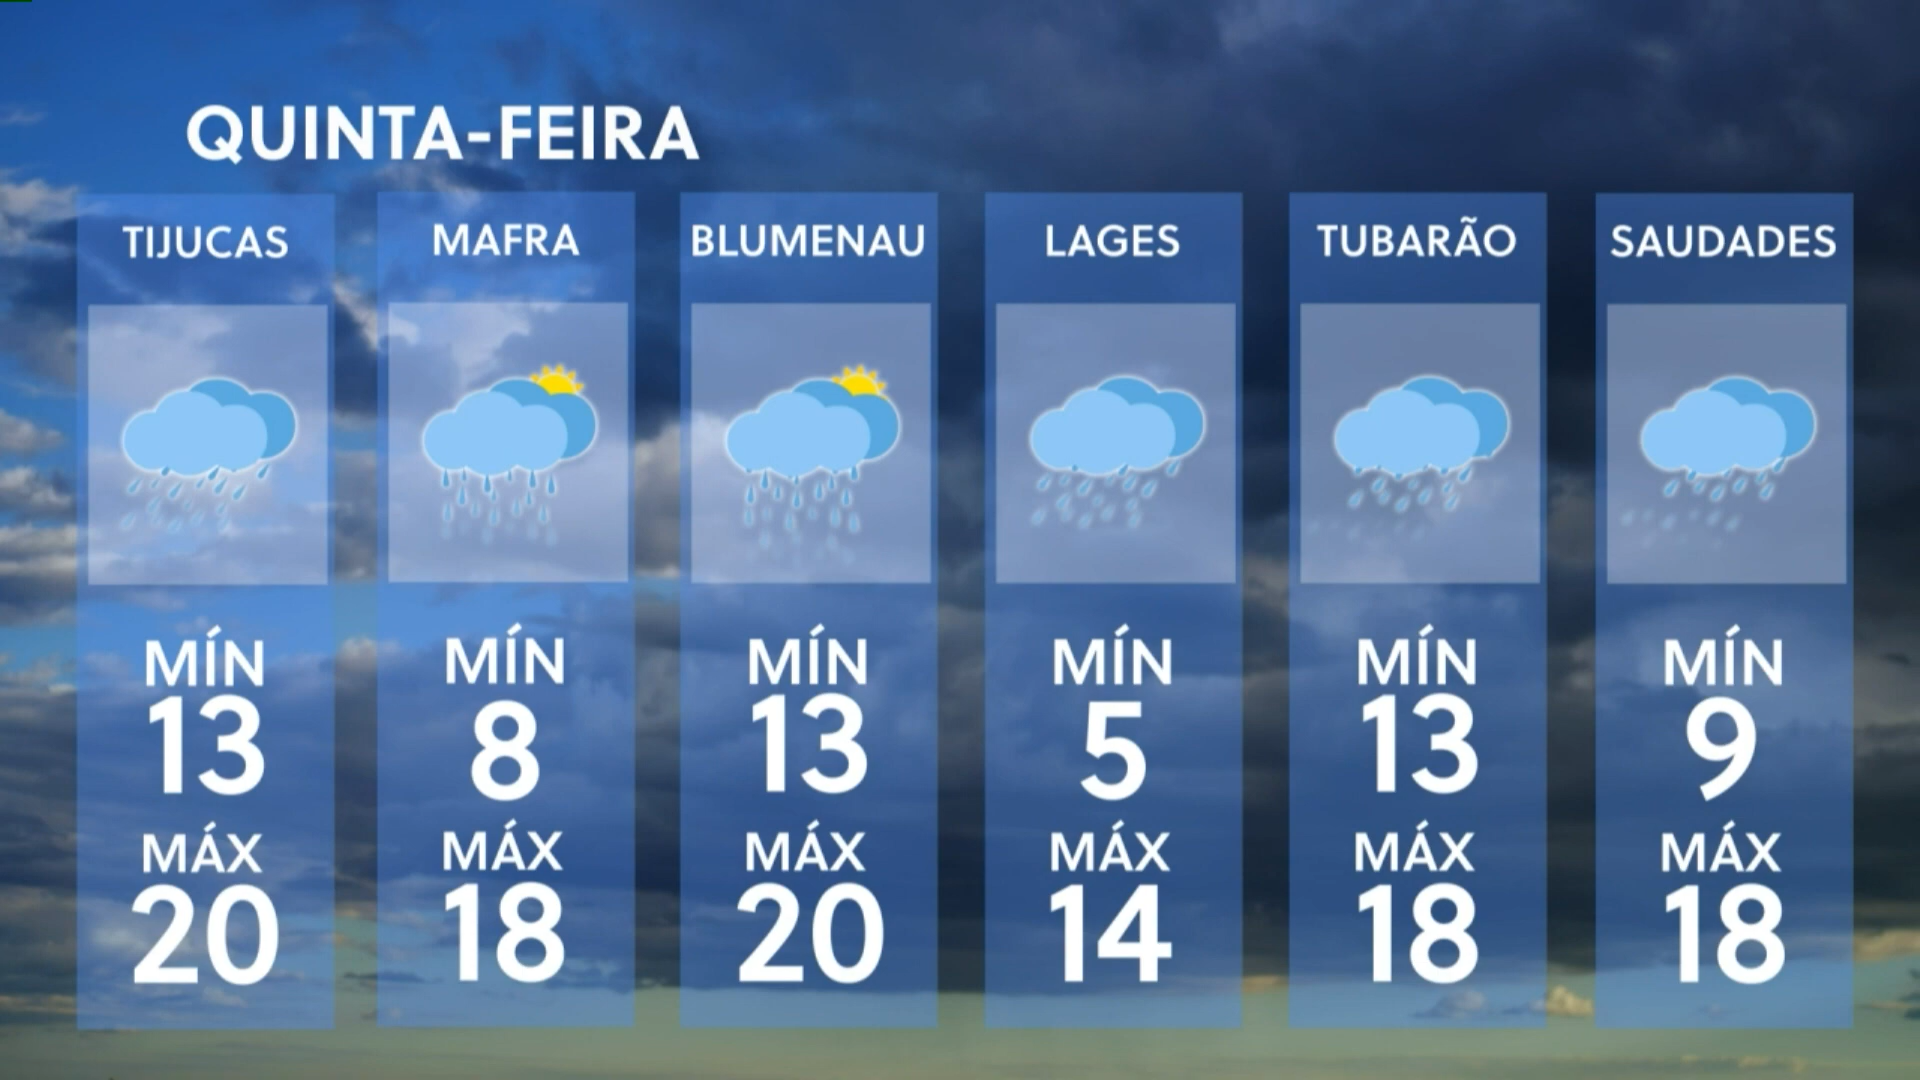 QUINTA-FEIRA
TIJUCAS
MÍN
13
MÁX
20
MAFRA
MÍN
8
MÁX
18
BLUMENAU
MÍN
13
MÁX
20
LAGES
MÍN
5
MÁX
14
TUBARÃO
MÍN
13
MÁX
18
SAUDADES
MÍN
9
MÁX
18